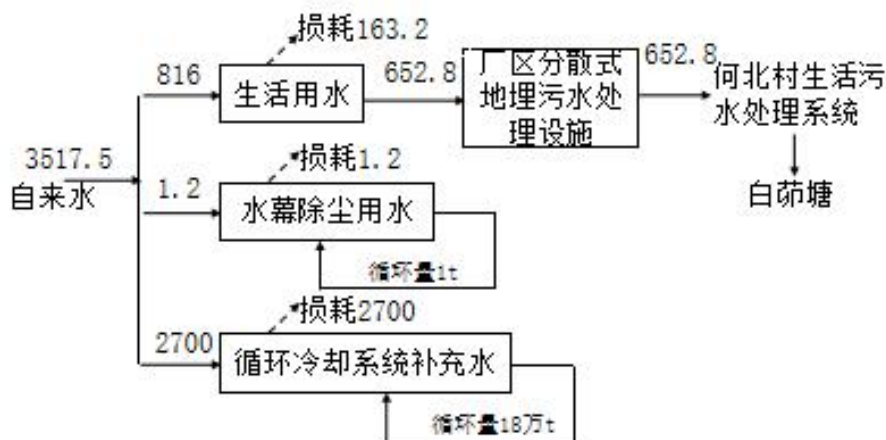 损耗163.2
816
生活用水
652.8
厂区分散式
地埋污水处
理设施
652.8
何北村生活污
水处理系统
白茆塘
3517.5
自来水
损耗1.2
1.2
水幕除尘用水
循环量1t
损耗2700
2700
循环冷却系统补充水
循环量18万t